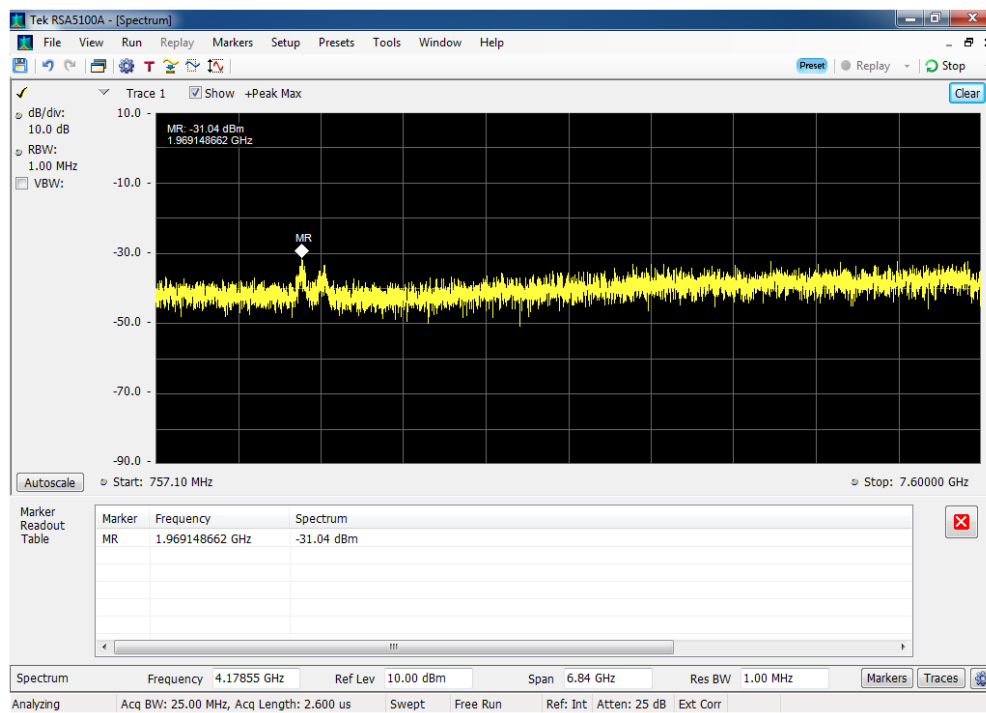 Tek RSA5100A - [Spectrum]
File View Run Replay Markers Setup Presets Tools Window Help
T Preset Replay Stop
Trace 1 Show +Peak Max Clear
dB/div:
10.0 dB
RBW:
1.00 MHz
VBW:
10.0 -
-10.0 -
-30.0 -
-50.0 -
-70.0 -
-90.0 -
MR: -31.04 dBm
1.969148662 GHz
MR
Autoscale Start: 757.10 MHz Stop: 7.60000 GHz
Marker
Readout
Table
Marker Frequency Spectrum
MR 1.969148662 GHz -31.04 dBm
Spectrum Frequency 4.17855 GHz Ref Lev 10.00 dBm Span 6.84 GHz Res BW 1.00 MHz Markers Traces
Analyzing Acq BW: 25.00 MHz, Acq Length: 2.600 us Swept Free Run Ref: Int Atten: 25 dB Ext Corr